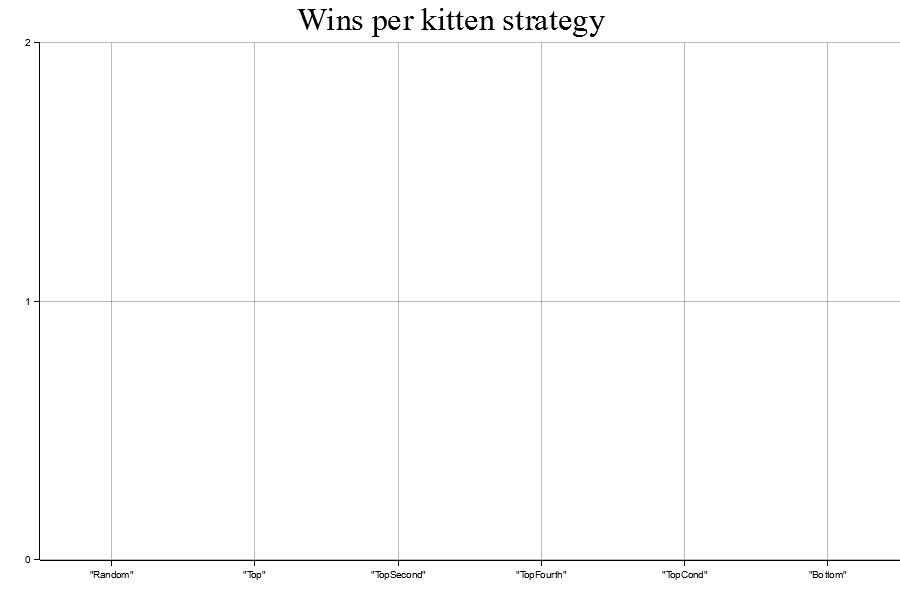 Wins per kitten strategy
2
1
0
"Random" "Top" "TopSecond" "TopFourth" "TopCond" "Bottom"